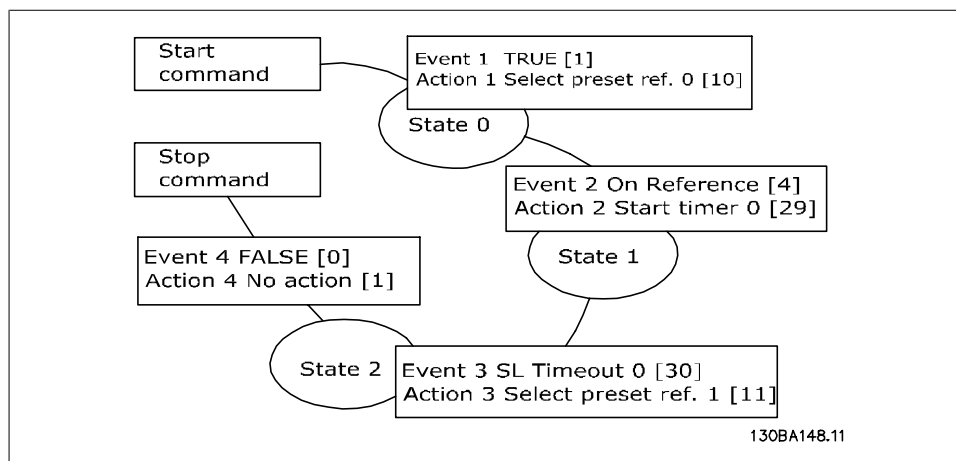 Start
command
Event 1 TRUE [1]
Action 1 Select preset ref. 0 [10]
State 0
Stop
command
Event 2 On Reference [4]
Action 2 Start timer 0 [29]
State 1
Event 4 FALSE [0]
Action 4 No action [1]
State 2
Event 3 SL Timeout 0 [30]
Action 3 Select preset ref. 1 [11]
130BA148.11